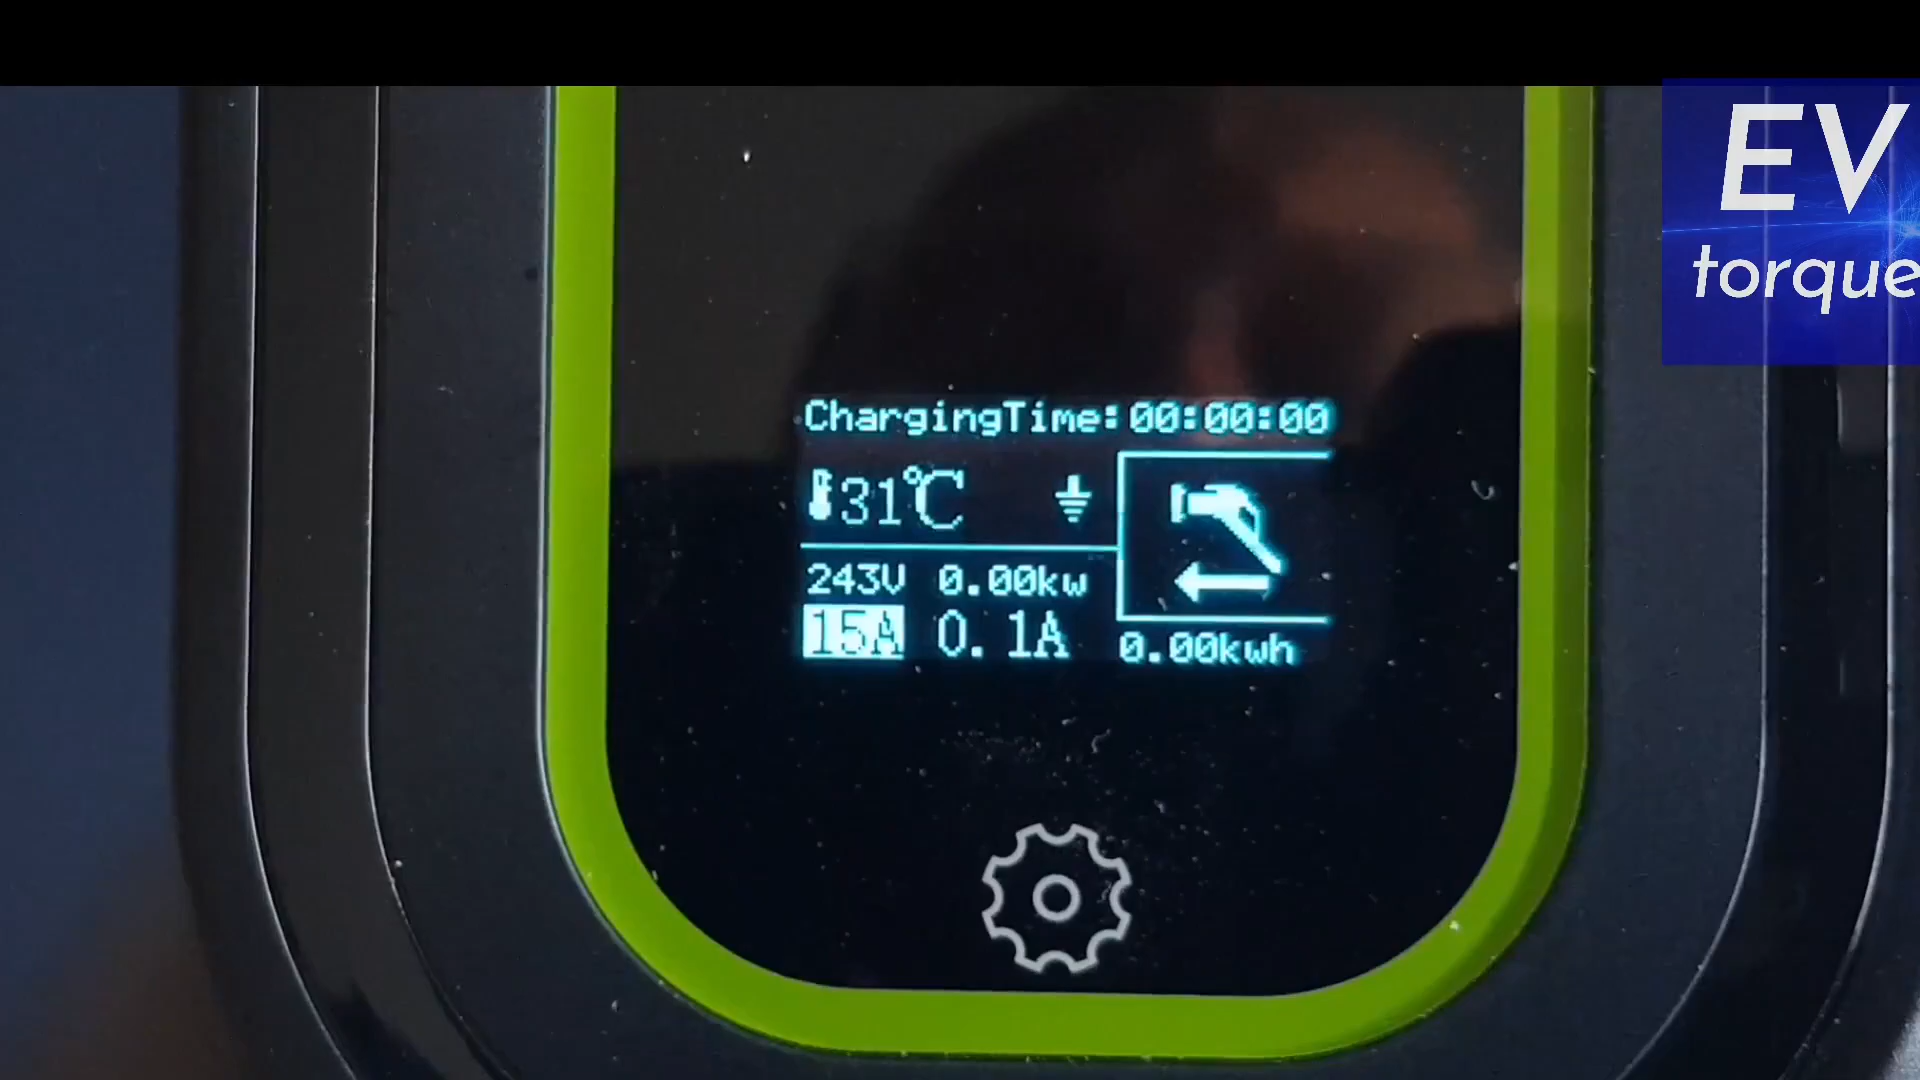 EV
torque
ChargingTime:00:00:00
31℃
243V 0.00kw
15A 0.1A
0.00kwh